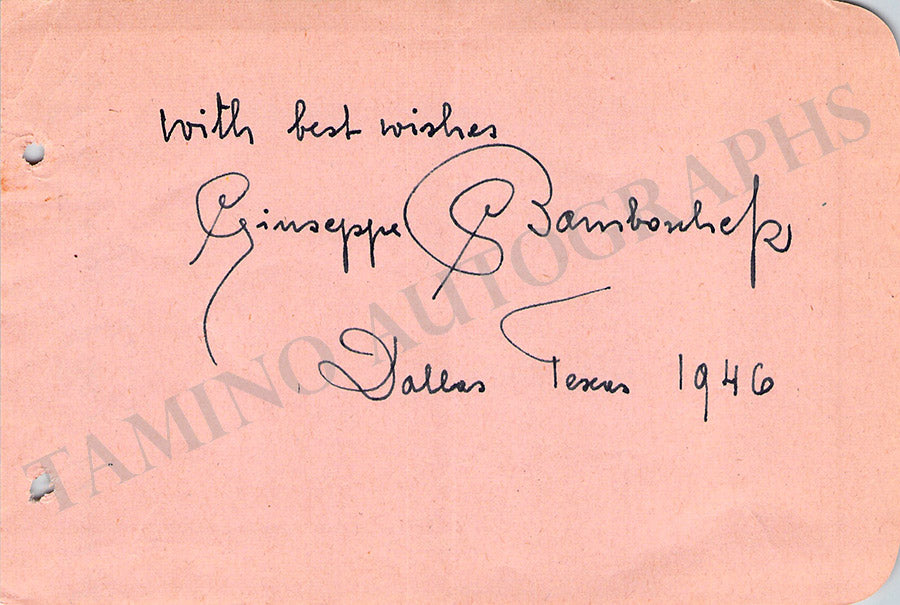 with best wishes
Giuseppe Bamboschek
Dallas Texas 1946
TAMINO AUTOGRAPHS